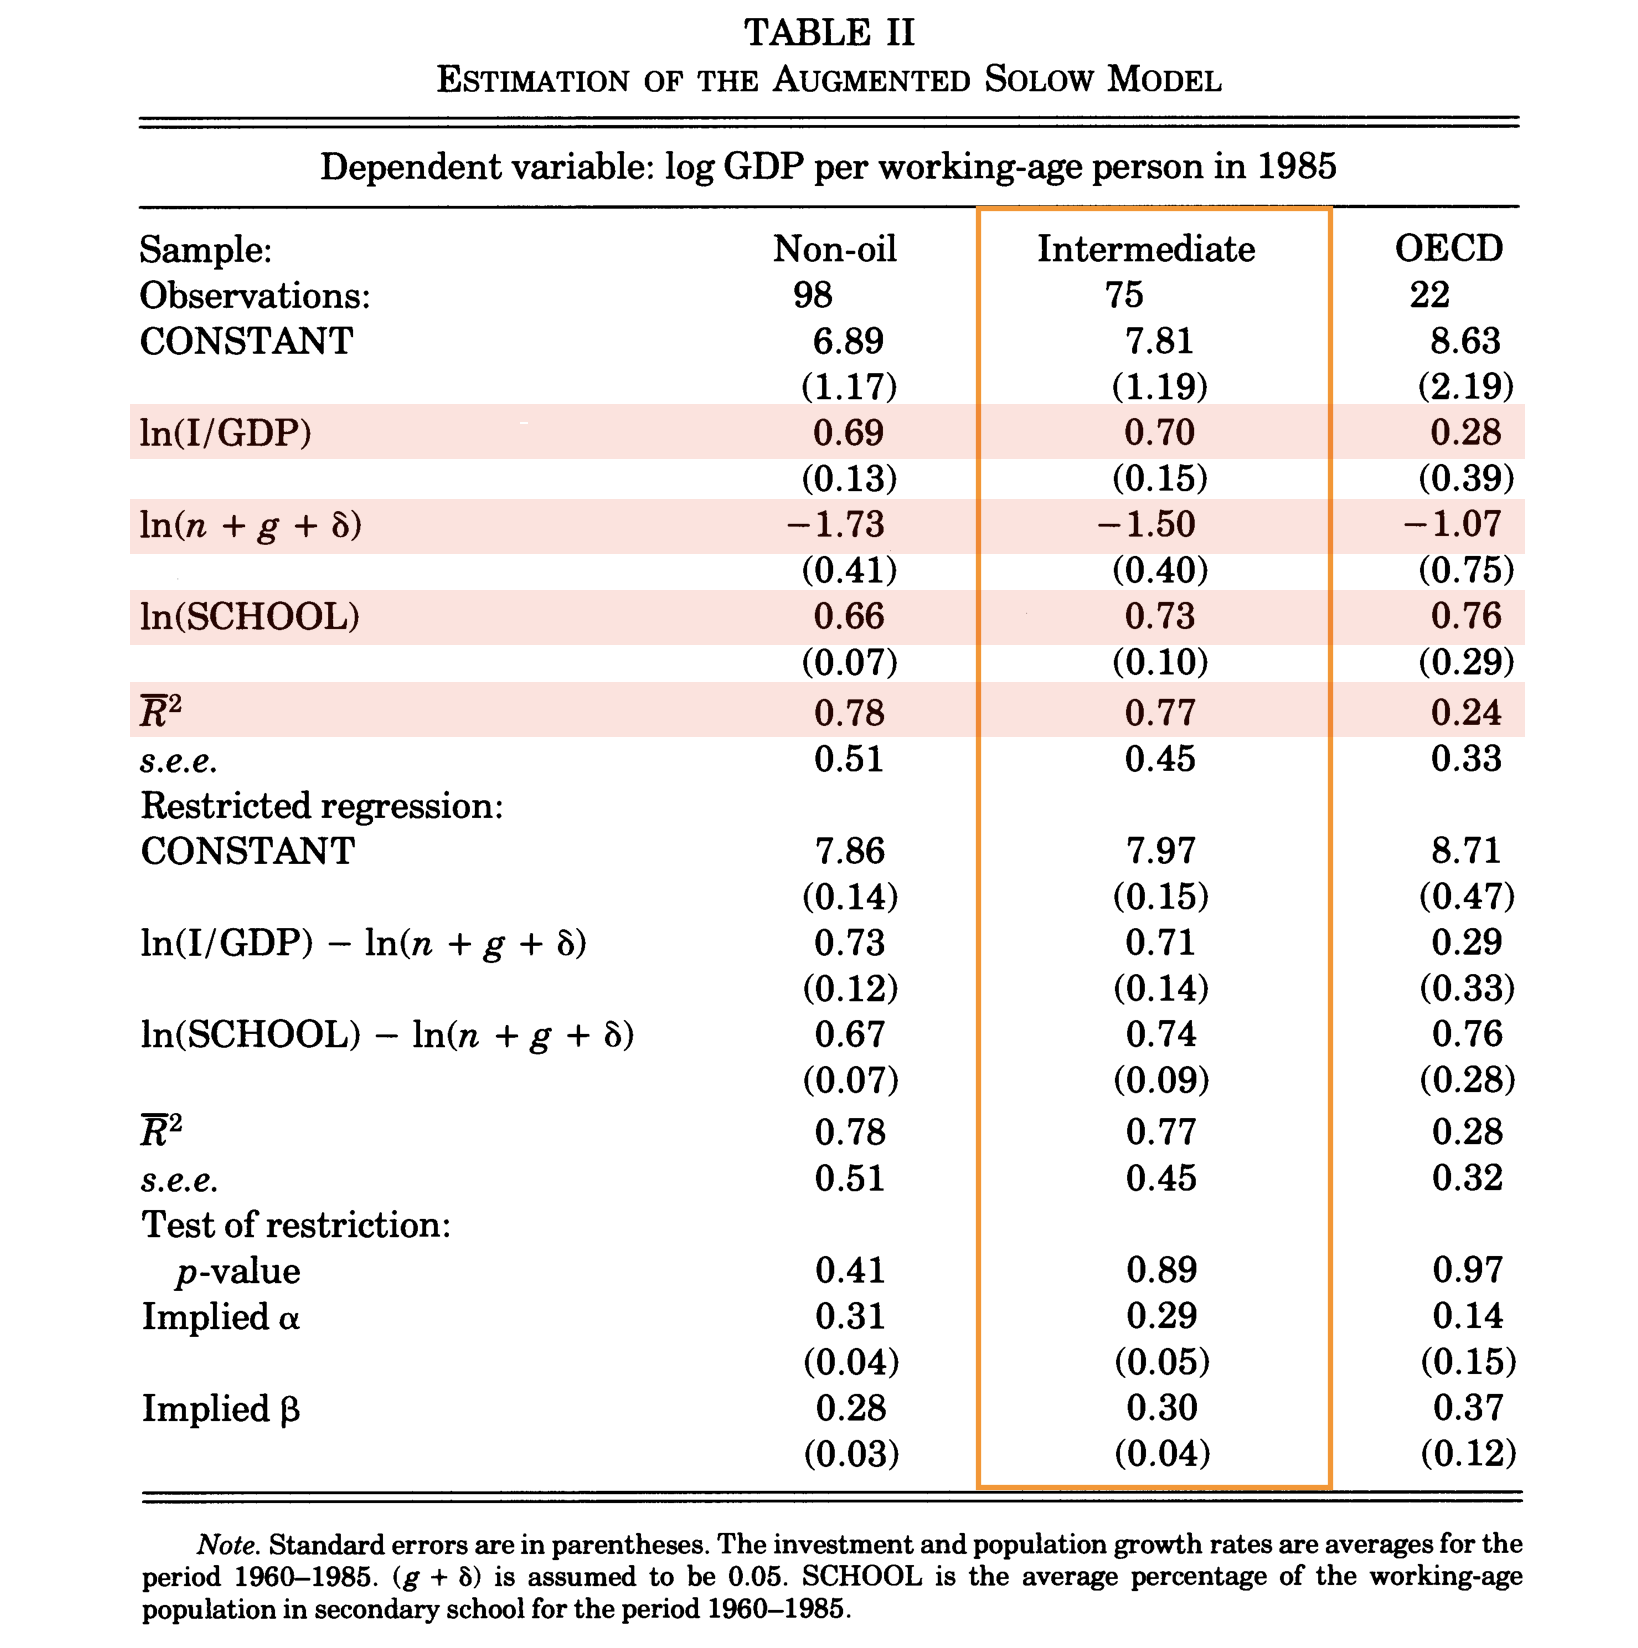 TABLE II
ESTIMATION OF THE AUGMENTED SOLOW MODEL
Dependent variable: log GDP per working-age person in 1985
Sample: Non-oil Intermediate OECD
Observations: 98 75 22
CONSTANT 6.89 7.81 8.63
(1.17) (1.19) (2.19)
ln(I/GDP) 0.69 0.70 0.28
(0.13) (0.15) (0.39)
ln(n + g + δ) −1.73 −1.50 −1.07
(0.41) (0.40) (0.75)
ln(SCHOOL) 0.66 0.73 0.76
(0.07) (0.10) (0.29)
R̅² 0.78 0.77 0.24
s.e.e. 0.51 0.45 0.33
Restricted regression:
CONSTANT 7.86 7.97 8.71
(0.14) (0.15) (0.47)
ln(I/GDP) − ln(n + g + δ) 0.73 0.71 0.29
(0.12) (0.14) (0.33)
ln(SCHOOL) − ln(n + g + δ) 0.67 0.74 0.76
(0.07) (0.09) (0.28)
R̅² 0.78 0.77 0.28
s.e.e. 0.51 0.45 0.32
Test of restriction:
p-value 0.41 0.89 0.97
Implied α 0.31 0.29 0.14
(0.04) (0.05) (0.15)
Implied β 0.28 0.30 0.37
(0.03) (0.04) (0.12)
Note. Standard errors are in parentheses. The investment and population growth rates are averages for the
period 1960–1985. (g + δ) is assumed to be 0.05. SCHOOL is the average percentage of the working-age
population in secondary school for the period 1960–1985.